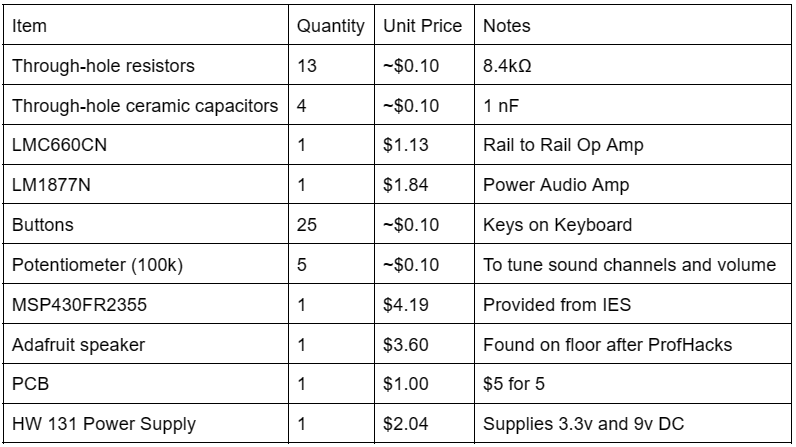 Item Quantity Unit Price Notes
Through-hole resistors 13 ~$0.10 8.4kΩ
Through-hole ceramic capacitors 4 ~$0.10 1 nF
LMC660CN 1 $1.13 Rail to Rail Op Amp
LM1877N 1 $1.84 Power Audio Amp
Buttons 25 ~$0.10 Keys on Keyboard
Potentiometer (100k) 5 ~$0.10 To tune sound channels and volume
MSP430FR2355 1 $4.19 Provided from IES
Adafruit speaker 1 $3.60 Found on floor after ProfHacks
PCB 1 $1.00 $5 for 5
HW 131 Power Supply 1 $2.04 Supplies 3.3v and 9v DC